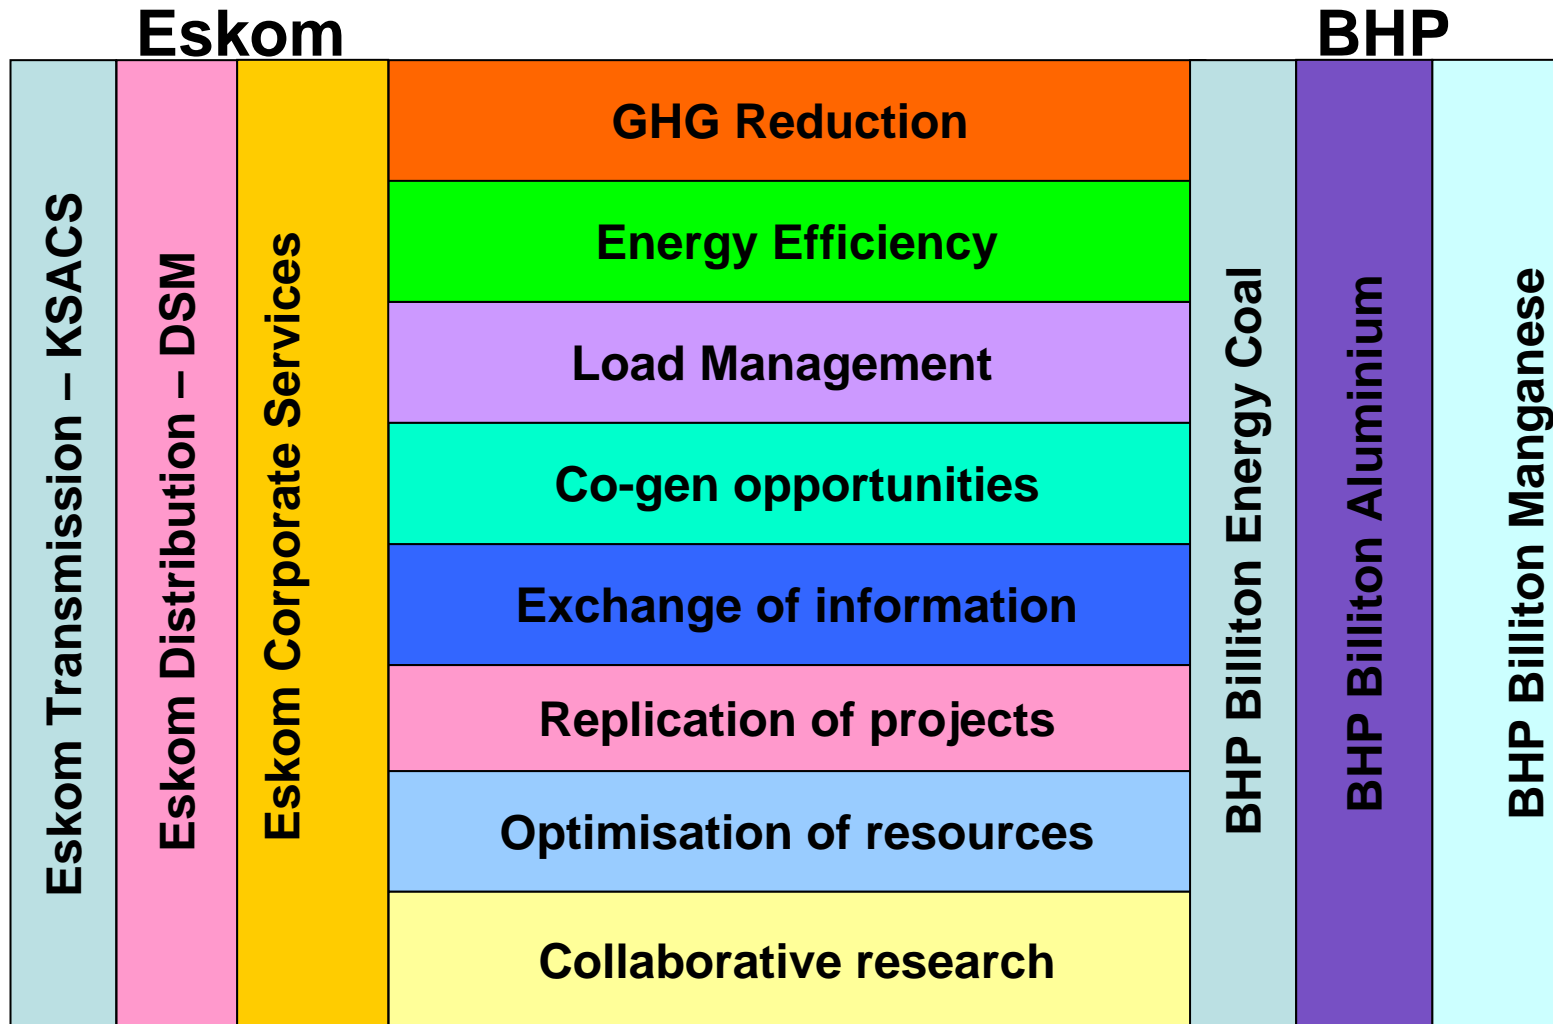 Eskom
BHP
Eskom Transmission – KSACS
Eskom Distribution – DSM
Eskom Corporate Services
GHG Reduction
Energy Efficiency
Load Management
Co-gen opportunities
Exchange of information
Replication of projects
Optimisation of resources
Collaborative research
BHP Billiton Energy Coal
BHP Billiton Aluminium
BHP Billiton Manganese